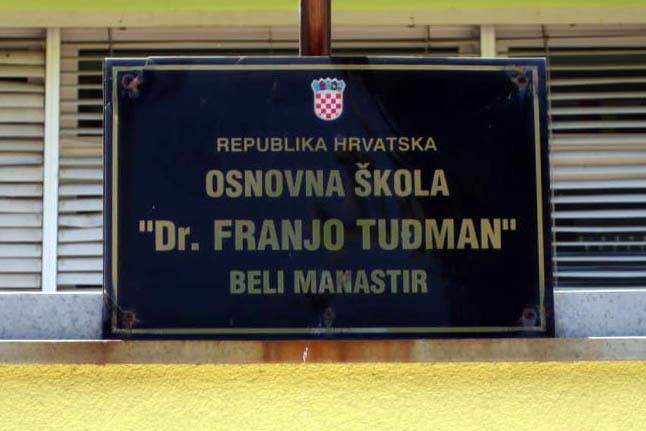 REPUBLIKA HRVATSKA
OSNOVNA ŠKOLA
"Dr. FRANJO TUĐMAN"
BELI MANASTIR